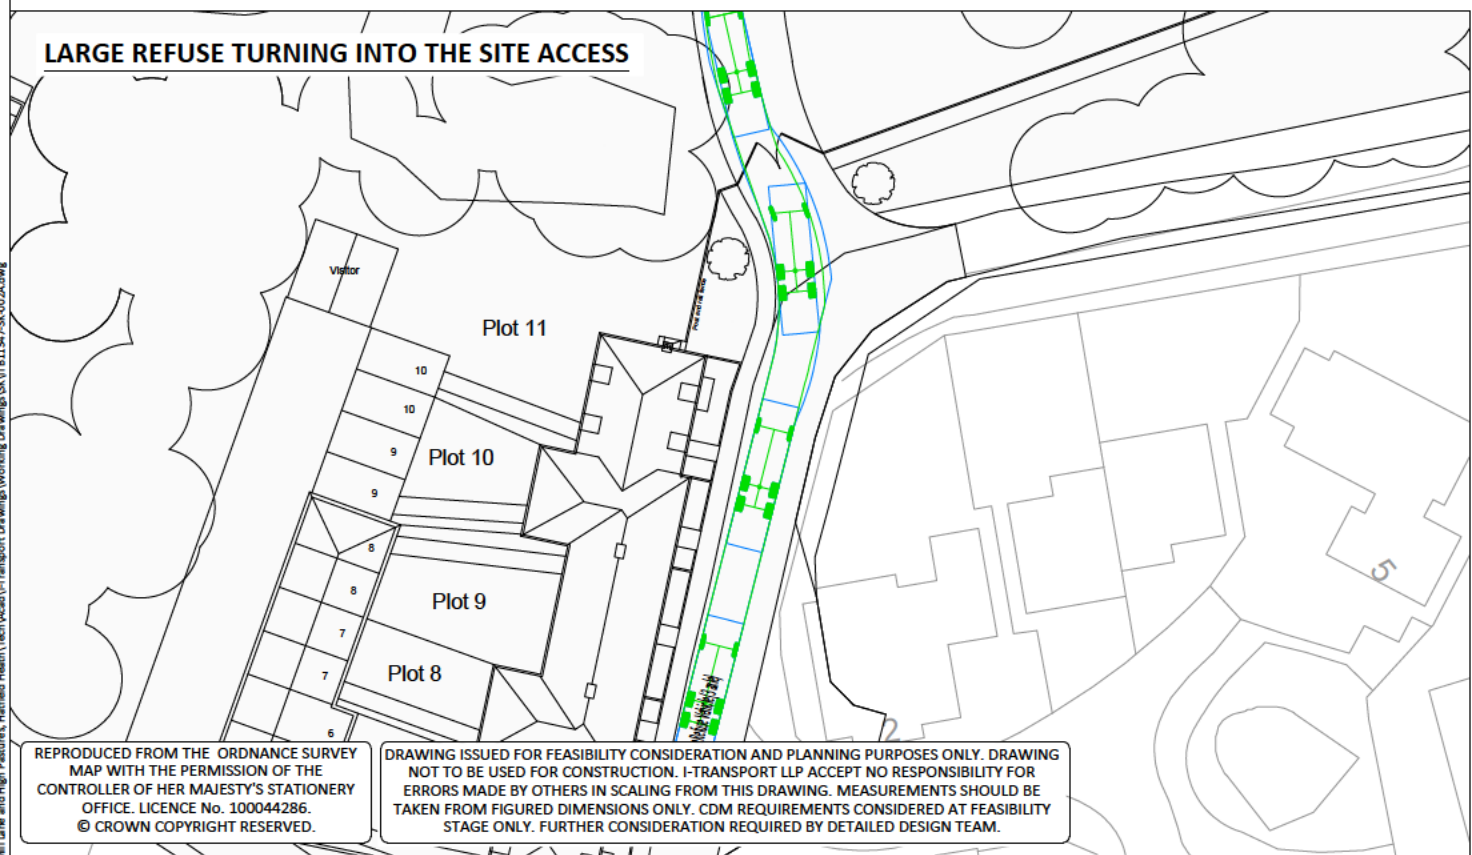 LARGE REFUSE TURNING INTO THE SITE ACCESS
Visitor
Plot 11
10
10
Plot 10
9
9
8
8
Plot 9
7
7
Plot 8
6
5
2
REPRODUCED FROM THE ORDNANCE SURVEY
MAP WITH THE PERMISSION OF THE
CONTROLLER OF HER MAJESTY'S STATIONERY
OFFICE. LICENCE No. 100044286.
© CROWN COPYRIGHT RESERVED.
DRAWING ISSUED FOR FEASIBILITY CONSIDERATION AND PLANNING PURPOSES ONLY. DRAWING
NOT TO BE USED FOR CONSTRUCTION. I-TRANSPORT LLP ACCEPT NO RESPONSIBILITY FOR
ERRORS MADE BY OTHERS IN SCALING FROM THIS DRAWING. MEASUREMENTS SHOULD BE
TAKEN FROM FIGURED DIMENSIONS ONLY. CDM REQUIREMENTS CONSIDERED AT FEASIBILITY
STAGE ONLY. FURTHER CONSIDERATION REQUIRED BY DETAILED DESIGN TEAM.